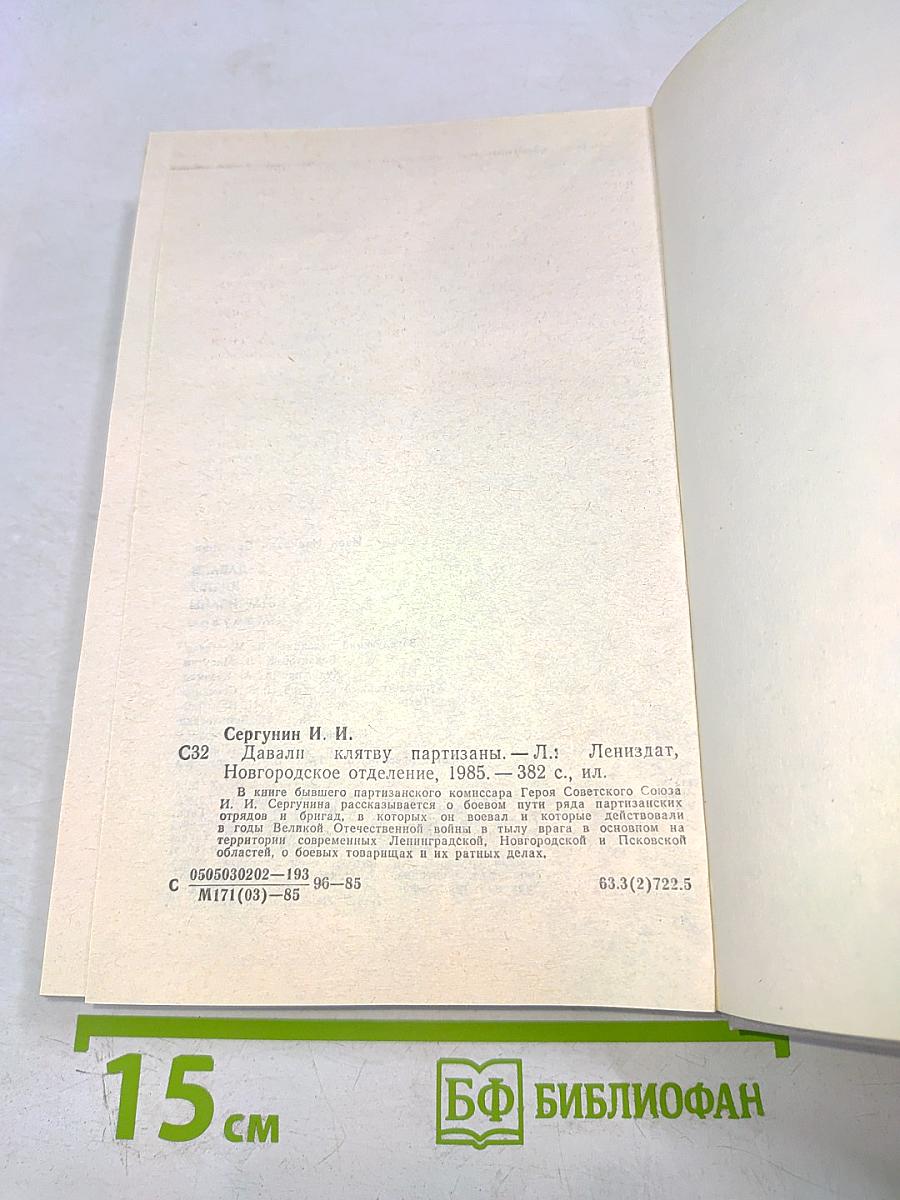 Сергунин И. И.
С32 Давали клятву партизаны. — Л.: Лениздат,
Новгородское отделение, 1985. — 382 с., ил.
В книге бывшего партизанского комиссара Героя Советского Союза
И. И. Сергунина рассказывается о боевом пути ряда партизанских
отрядов и бригад, в которых он воевал и которые действовали
в годы Великой Отечественной войны в тылу врага в основном на
территории современных Ленинградской, Новгородской и Псковской
областей, о боевых товарищах и их ратных делах.
С 0505030202—193 96—85 63.3(2)722.5
М171(03)—85
15 см БФ БИБЛИОФАН